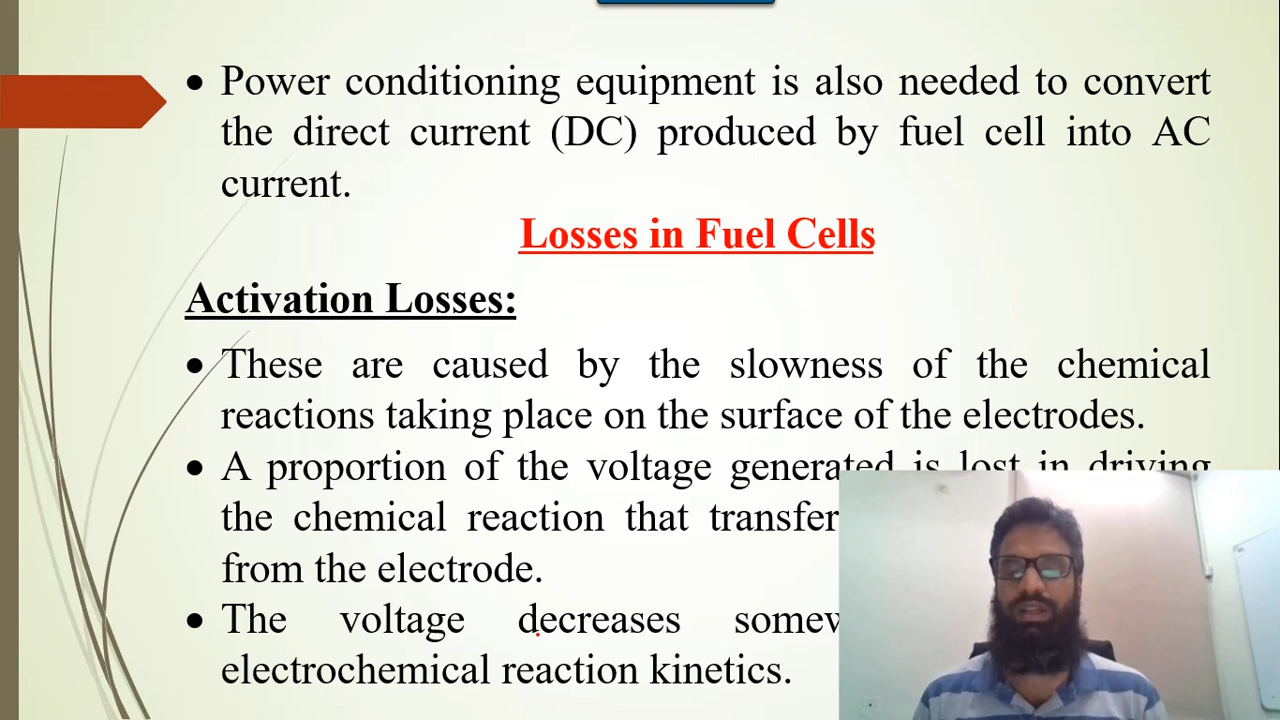 • Power conditioning equipment is also needed to convert
the direct current (DC) produced by fuel cell into AC
current.
Losses in Fuel Cells
Activation Losses:
• These are caused by the slowness of the chemical
reactions taking place on the surface of the electrodes.
• A proportion of the voltage generated is lost in driving
the chemical reaction that transfer
from the electrode.
• The voltage decreases
electrochemical reaction kinetics.